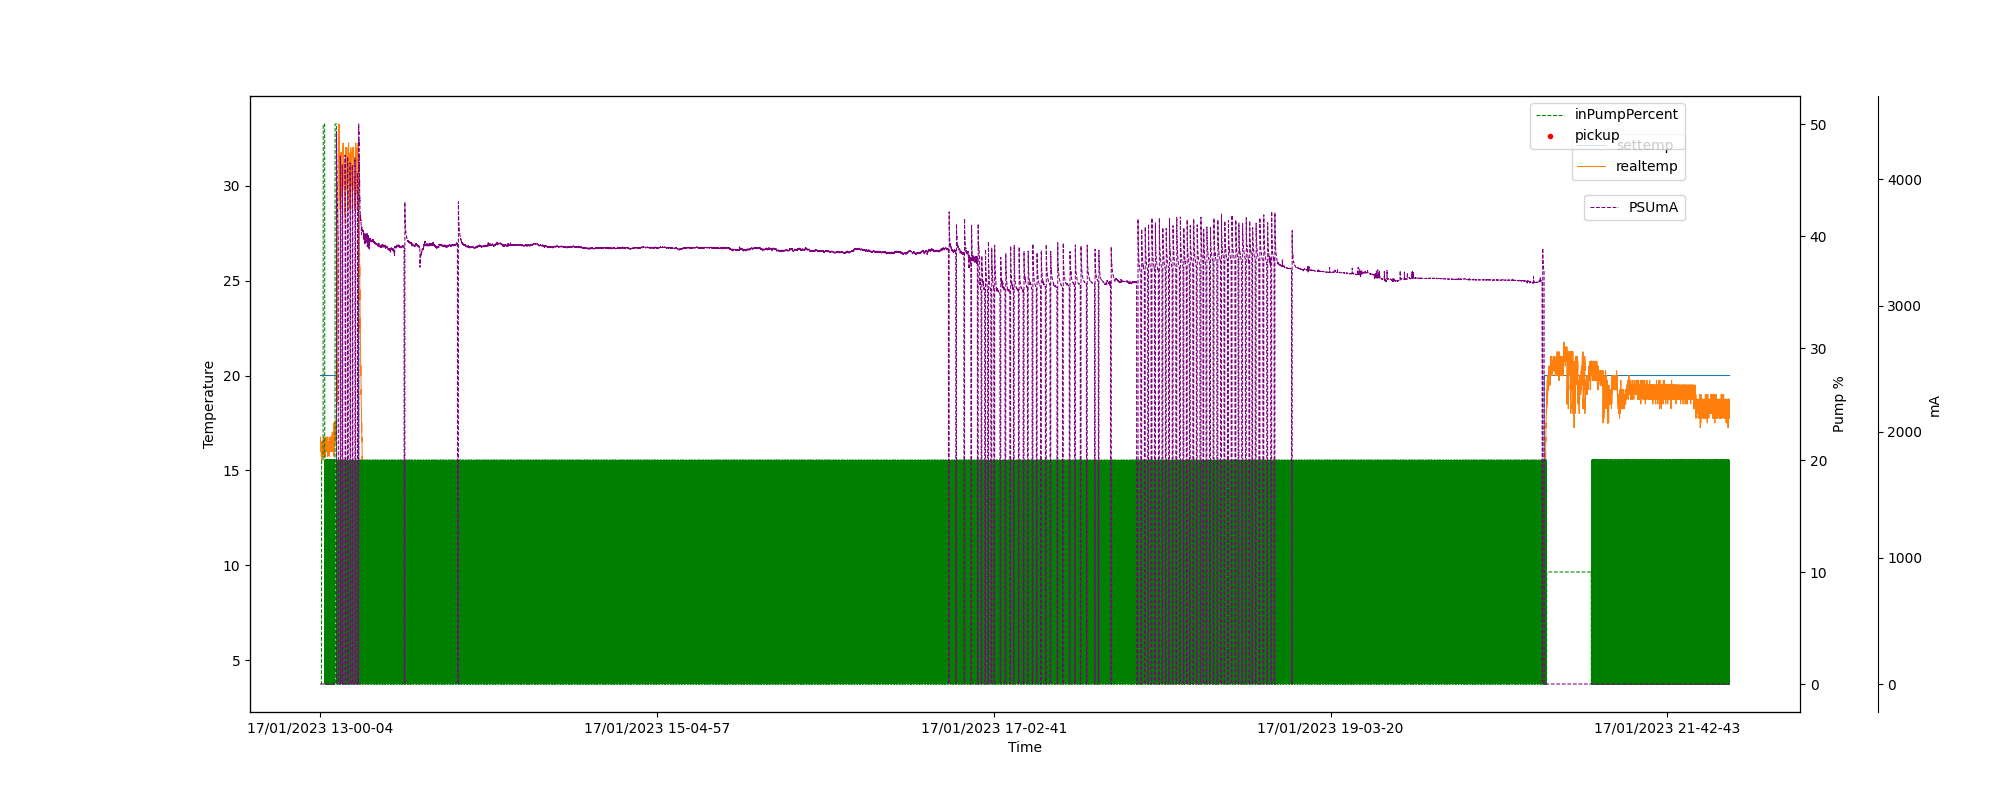 inPumpPercent
pickup
settemp
realtemp
PSUmA
30
25
20
15
10
5
Temperature
50
40
30
20
10
0
Pump %
4000
3000
2000
1000
0
mA
17/01/2023 13-00-04
17/01/2023 15-04-57
17/01/2023 17-02-41
17/01/2023 19-03-20
17/01/2023 21-42-43
Time